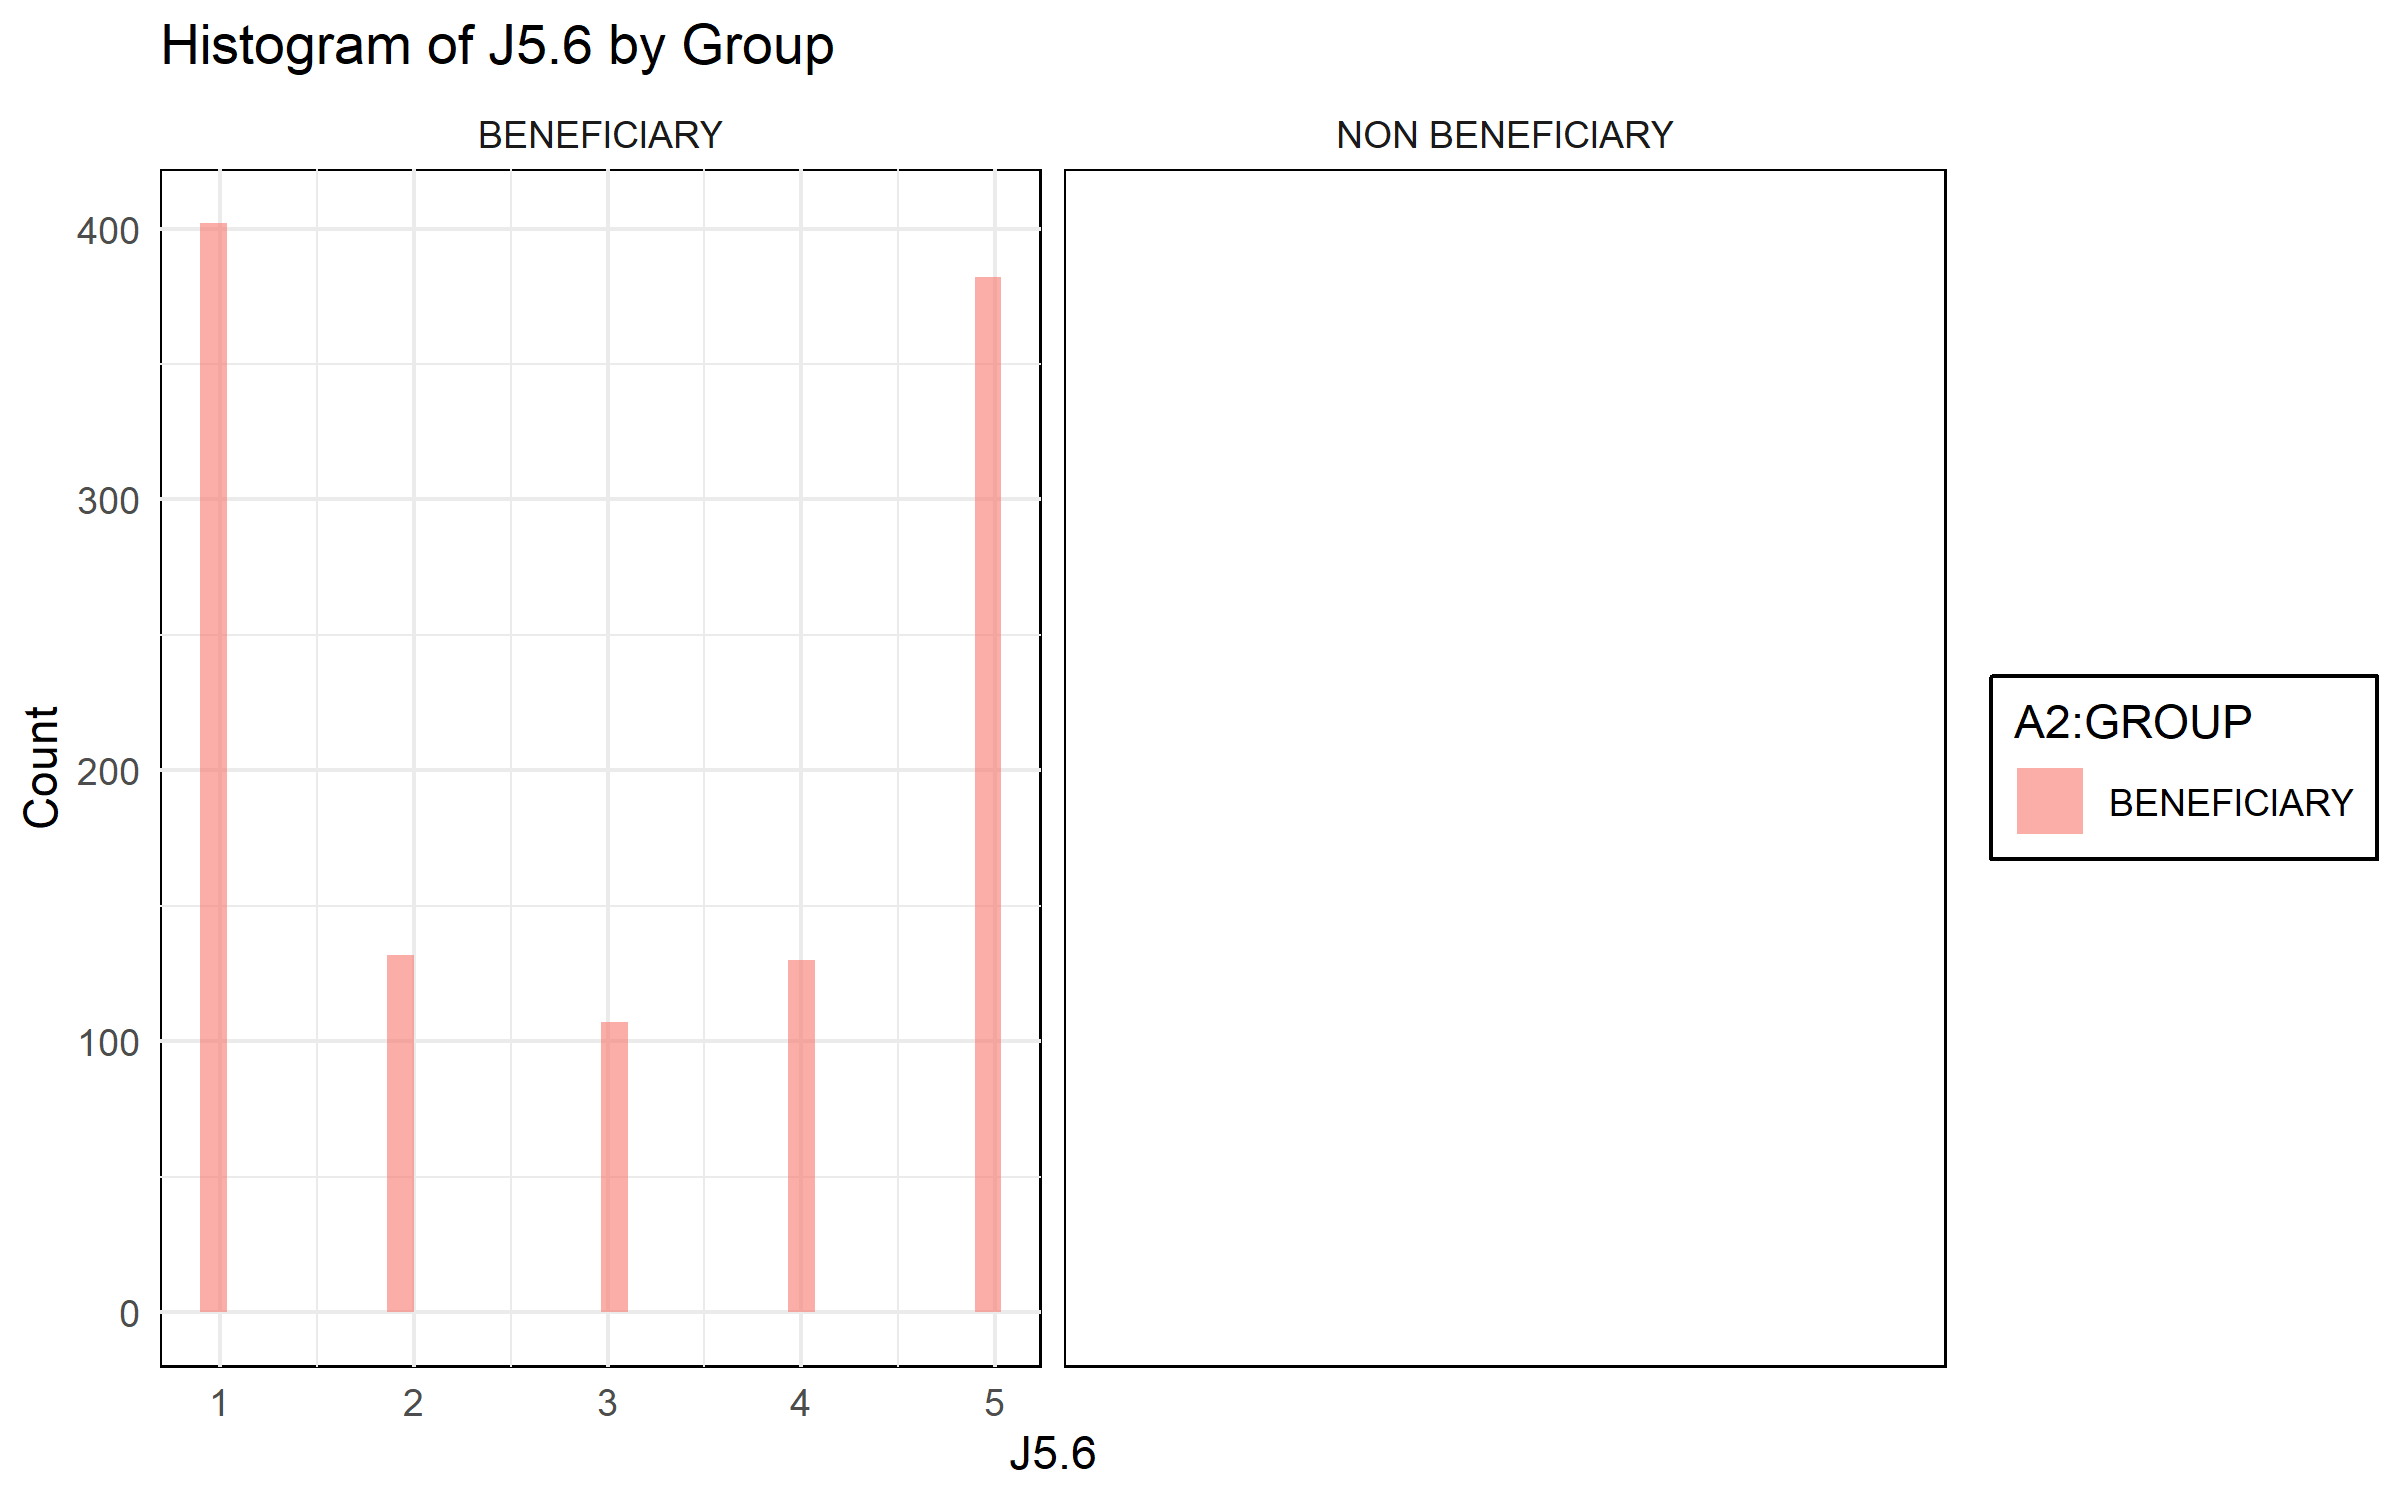 Histogram of J5.6 by Group
BENEFICIARY
NON BENEFICIARY
400
300
200
100
0
Count
1 2 3 4 5
J5.6
A2:GROUP
BENEFICIARY